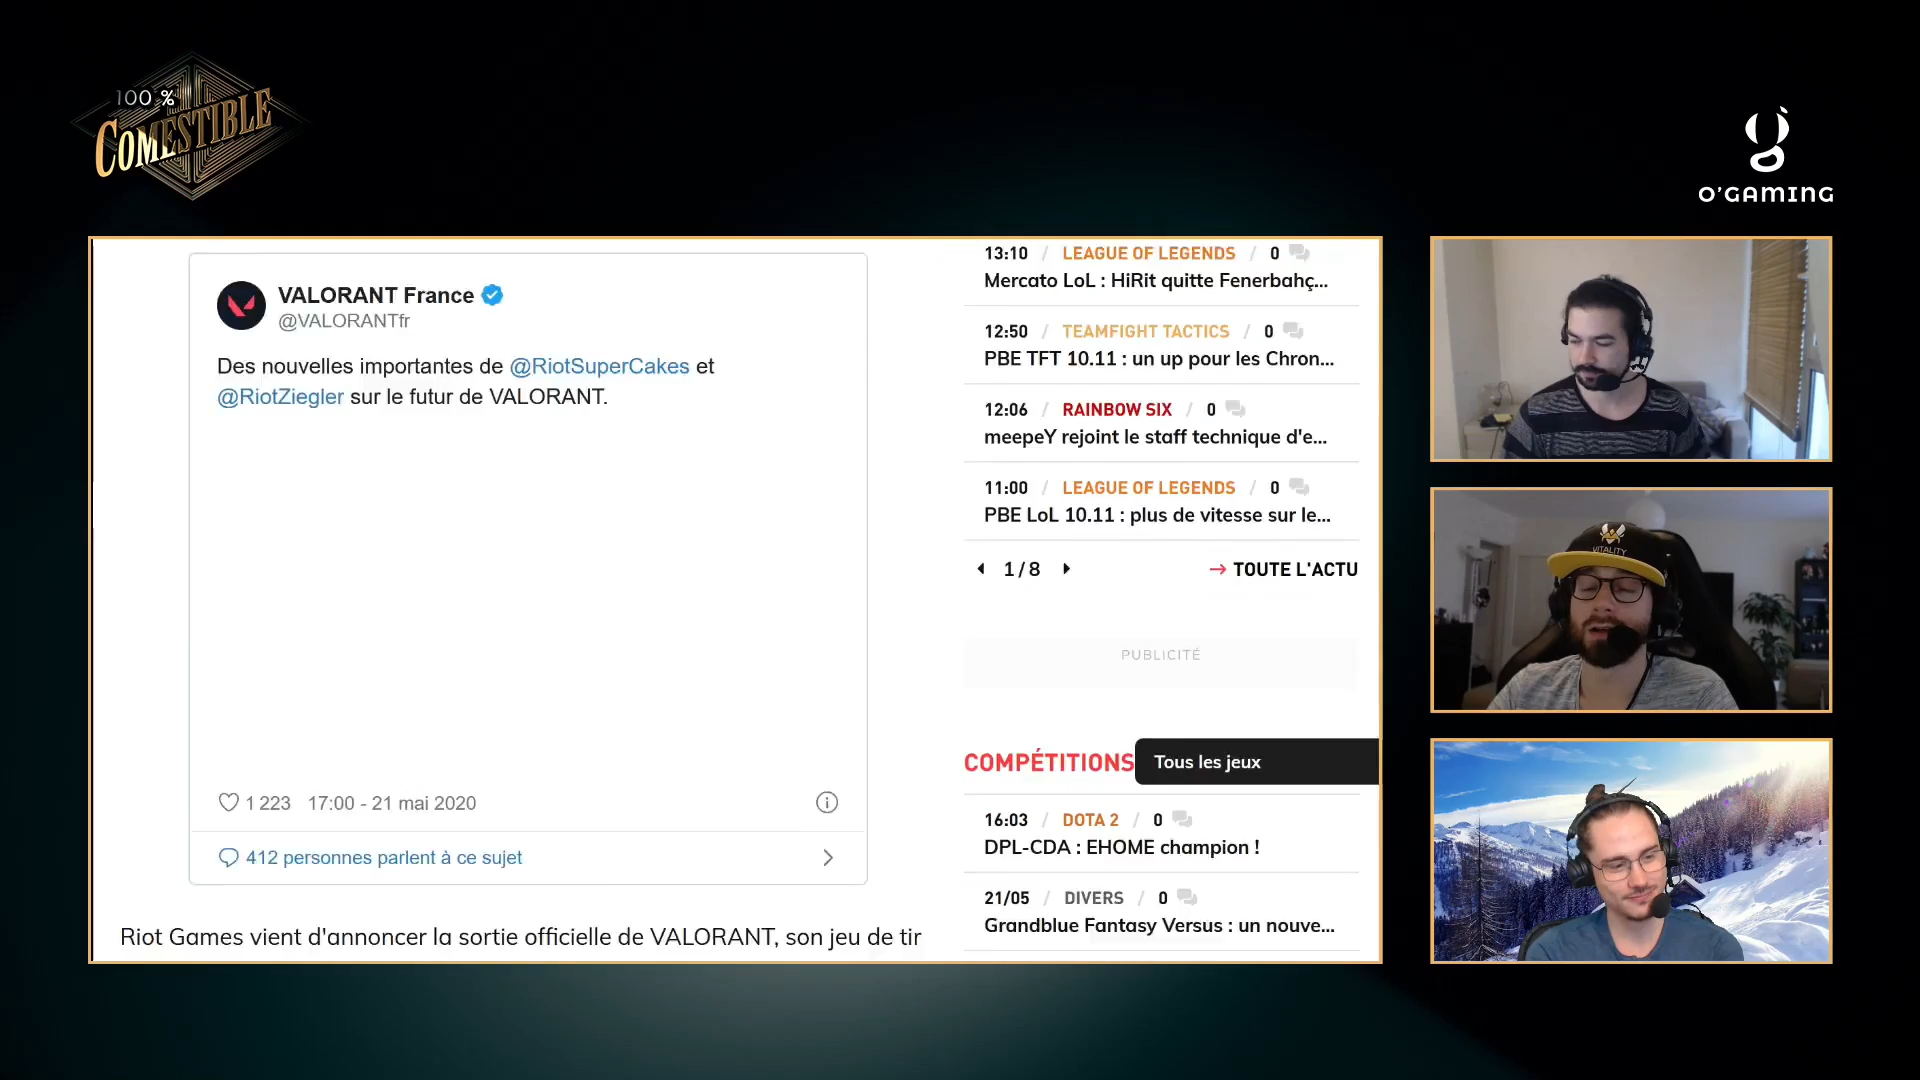 100 %
COMESTIBLE
O'GAMING
VALORANT France
@VALORANTfr
Des nouvelles importantes de @RiotSuperCakes et
@RiotZiegler sur le futur de VALORANT.
1 223 17:00 - 21 mai 2020
412 personnes parlent à ce sujet
Riot Games vient d'annoncer la sortie officielle de VALORANT, son jeu de tir
13:10 / LEAGUE OF LEGENDS / 0
Mercato LoL : HiRit quitte Fenerbahç...
12:50 / TEAMFIGHT TACTICS / 0
PBE TFT 10.11 : un up pour les Chron...
12:06 / RAINBOW SIX / 0
meepeY rejoint le staff technique d'e...
11:00 / LEAGUE OF LEGENDS / 0
PBE LoL 10.11 : plus de vitesse sur le...
1 / 8 → TOUTE L'ACTU
PUBLICITÉ
COMPÉTITIONS Tous les jeux
16:03 / DOTA 2 / 0
DPL-CDA : EHOME champion !
21/05 / DIVERS / 0
Grandblue Fantasy Versus : un nouve...
VITALITY